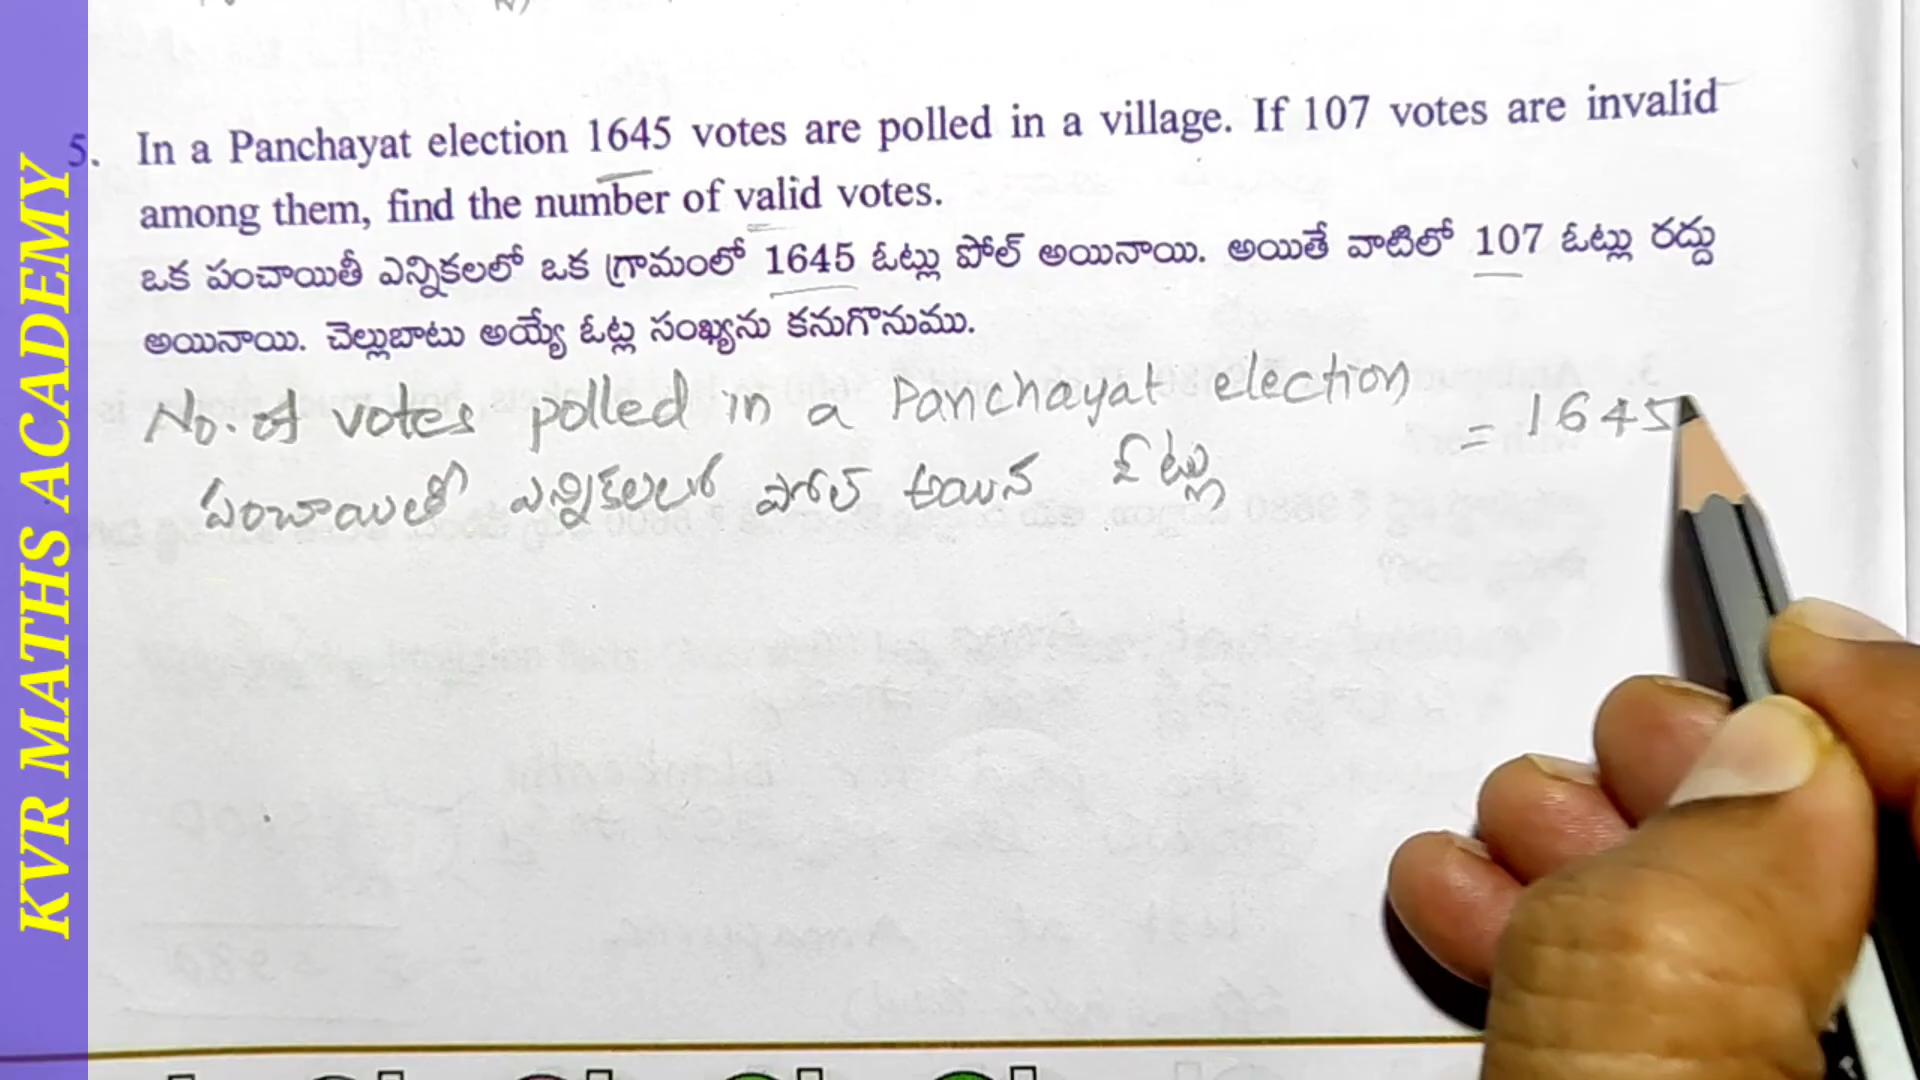 KVR MATHS ACADEMY
5. In a Panchayat election 1645 votes are polled in a village. If 107 votes are invalid
among them, find the number of valid votes.
ఒక పంచాయితీ ఎన్నికలలో ఒక గ్రామంలో 1645 ఓట్లు పోల్ అయినాయి. అయితే వాటిలో 107 ఓట్లు రద్దు
అయినాయి. చెల్లుబాటు అయ్యే ఓట్ల సంఖ్యను కనుగొనుము.
No. of votes polled in a Panchayat election = 1645
పంచాయితీ ఎన్నికలలో పోల్ అయిన ఓట్లు